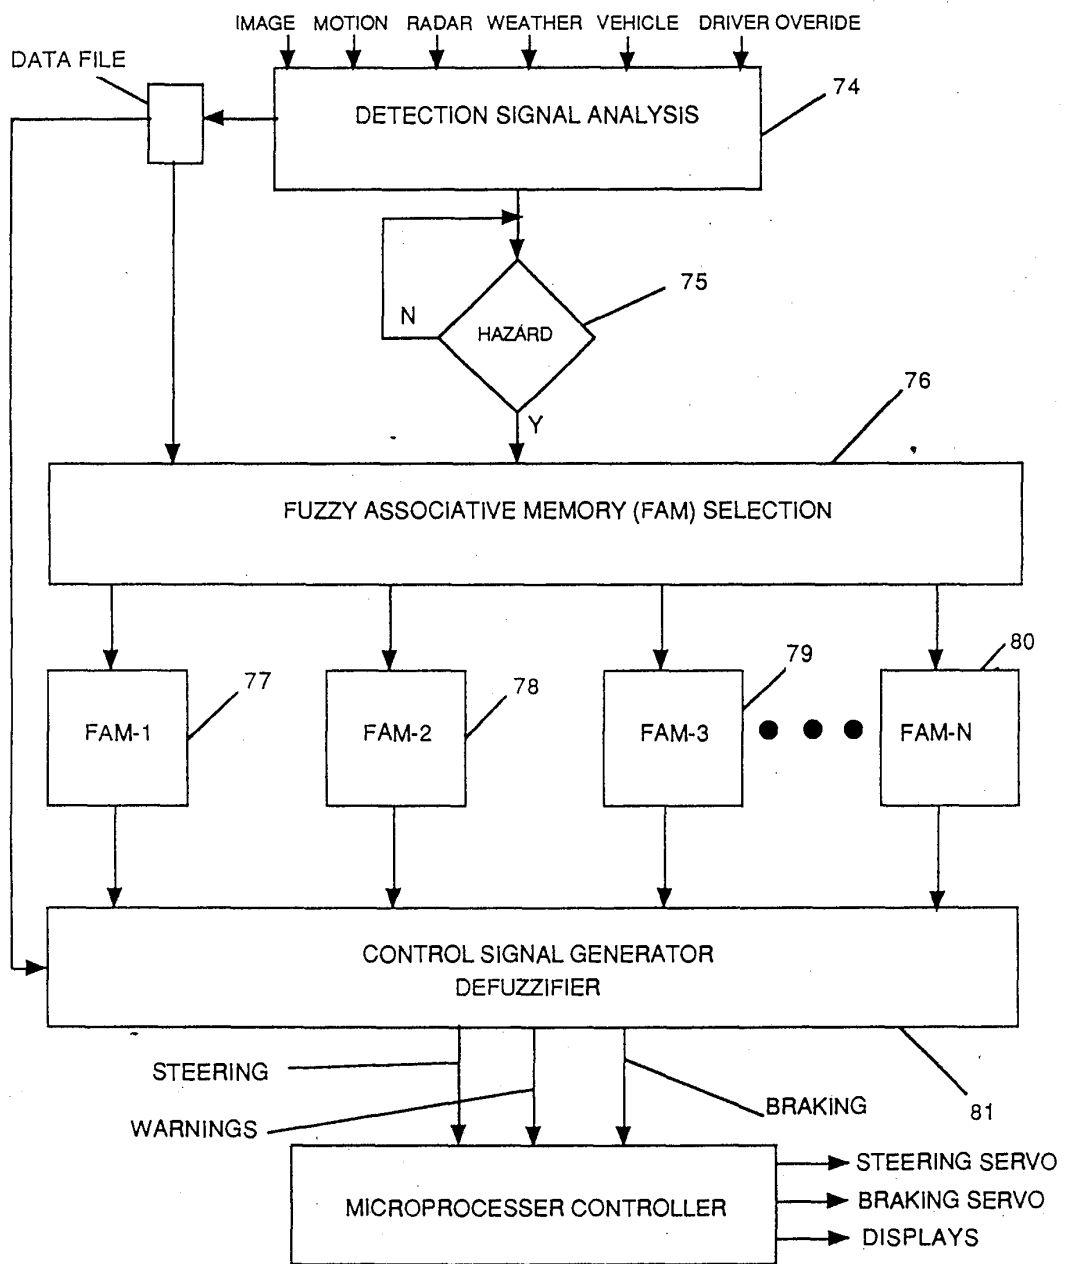 IMAGE MOTION RADAR WEATHER VEHICLE DRIVER OVERIDE
DATA FILE
DETECTION SIGNAL ANALYSIS
74
HAZARD
75
N
Y
76
FUZZY ASSOCIATIVE MEMORY (FAM) SELECTION
FAM-1
77
FAM-2
78
FAM-3
79
FAM-N
80
CONTROL SIGNAL GENERATOR
DEFUZZIFIER
81
STEERING
WARNINGS
BRAKING
MICROPROCESSER CONTROLLER
STEERING SERVO
BRAKING SERVO
DISPLAYS